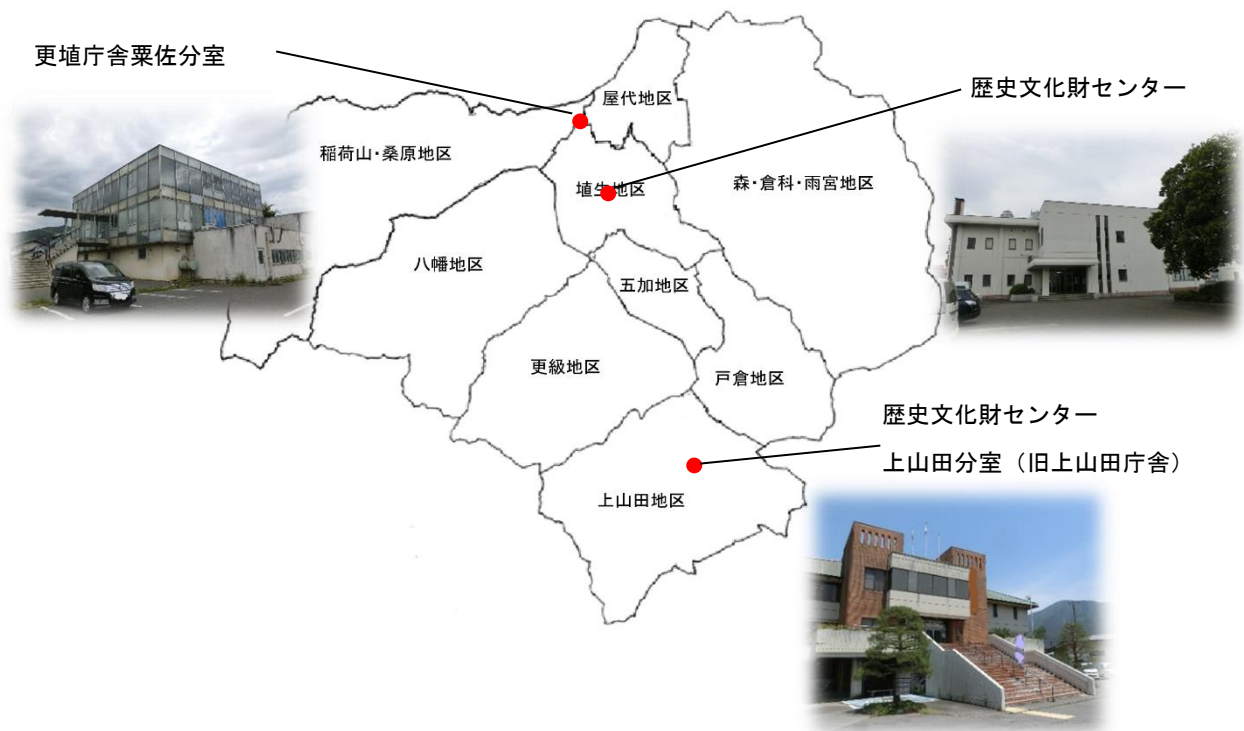 更埴庁舎粟佐分室
屋代地区
歴史文化財センター
稲荷山・桑原地区
埴生地区
森・倉科・雨宮地区
八幡地区
五加地区
更級地区
戸倉地区
歴史文化財センター
上山田分室（旧上山田庁舎）
上山田地区